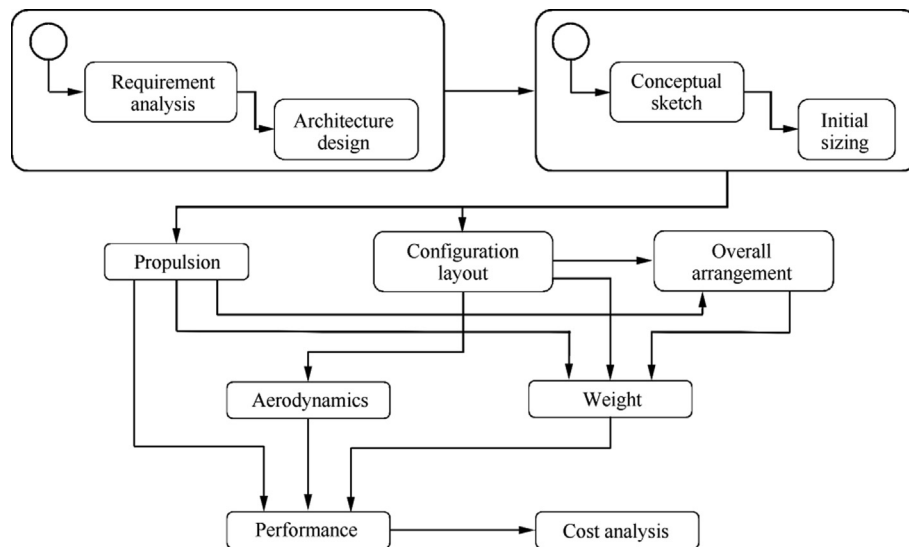 Requirement
analysis
Architecture
design
Conceptual
sketch
Initial
sizing
Propulsion
Configuration
layout
Overall
arrangement
Aerodynamics
Weight
Performance
Cost analysis